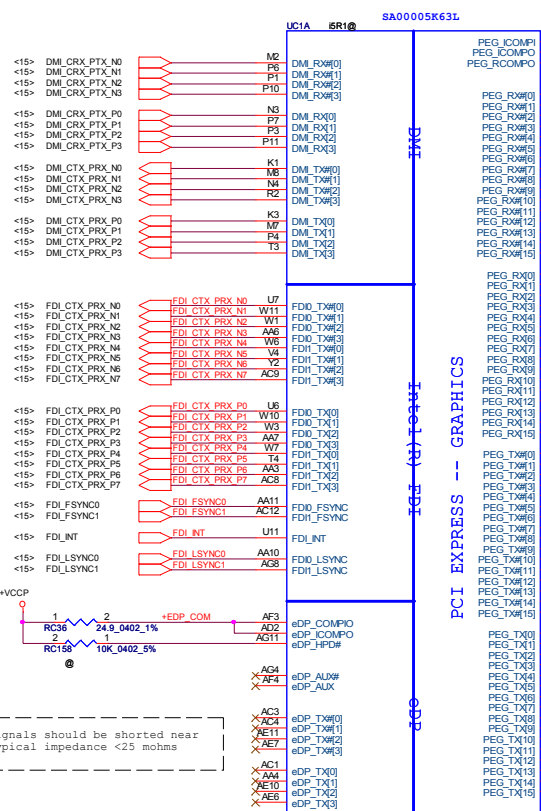 SA00005K63L
UC1A i5R1@
PEG_ICOMPI
PEG_ICOMPO
PEG_RCOMPO
<15> DMI_CRX_PTX_N0 M2 DMI_RX#[0]
<15> DMI_CRX_PTX_N1 P6 DMI_RX#[1]
<15> DMI_CRX_PTX_N2 P1 DMI_RX#[2]
<15> DMI_CRX_PTX_N3 P10 DMI_RX#[3]
<15> DMI_CRX_PTX_P0 N3 DMI_RX[0]
<15> DMI_CRX_PTX_P1 P7 DMI_RX[1]
<15> DMI_CRX_PTX_P2 P3 DMI_RX[2]
<15> DMI_CRX_PTX_P3 P11 DMI_RX[3]
<15> DMI_CTX_PRX_N0 K1 DMI_TX#[0]
<15> DMI_CTX_PRX_N1 M8 DMI_TX#[1]
<15> DMI_CTX_PRX_N2 N4 DMI_TX#[2]
<15> DMI_CTX_PRX_N3 R2 DMI_TX#[3]
<15> DMI_CTX_PRX_P0 K3 DMI_TX[0]
<15> DMI_CTX_PRX_P1 M7 DMI_TX[1]
<15> DMI_CTX_PRX_P2 P4 DMI_TX[2]
<15> DMI_CTX_PRX_P3 T3 DMI_TX[3]
DMI
<15> FDI_CTX_PRX_N0 FDI_CTX_PRX_N0 U7 FDI0_TX#[0]
<15> FDI_CTX_PRX_N1 FDI_CTX_PRX_N1 W11 FDI0_TX#[1]
<15> FDI_CTX_PRX_N2 FDI_CTX_PRX_N2 W1 FDI0_TX#[2]
<15> FDI_CTX_PRX_N3 FDI_CTX_PRX_N3 AA6 FDI0_TX#[3]
<15> FDI_CTX_PRX_N4 FDI_CTX_PRX_N4 W6 FDI1_TX#[0]
<15> FDI_CTX_PRX_N5 FDI_CTX_PRX_N5 V4 FDI1_TX#[1]
<15> FDI_CTX_PRX_N6 FDI_CTX_PRX_N6 Y2 FDI1_TX#[2]
<15> FDI_CTX_PRX_N7 FDI_CTX_PRX_N7 AC9 FDI1_TX#[3]
<15> FDI_CTX_PRX_P0 FDI_CTX_PRX_P0 U6 FDI0_TX[0]
<15> FDI_CTX_PRX_P1 FDI_CTX_PRX_P1 W10 FDI0_TX[1]
<15> FDI_CTX_PRX_P2 FDI_CTX_PRX_P2 W3 FDI0_TX[2]
<15> FDI_CTX_PRX_P3 FDI_CTX_PRX_P3 AA7 FDI0_TX[3]
<15> FDI_CTX_PRX_P4 FDI_CTX_PRX_P4 W7 FDI1_TX[0]
<15> FDI_CTX_PRX_P5 FDI_CTX_PRX_P5 T4 FDI1_TX[1]
<15> FDI_CTX_PRX_P6 FDI_CTX_PRX_P6 AA3 FDI1_TX[2]
<15> FDI_CTX_PRX_P7 FDI_CTX_PRX_P7 AC8 FDI1_TX[3]
<15> FDI_FSYNC0 FDI_FSYNC0 AA11 FDI0_FSYNC
<15> FDI_FSYNC1 FDI_FSYNC1 AC12 FDI1_FSYNC
<15> FDI_INT FDI_INT U11 FDI_INT
<15> FDI_LSYNC0 FDI_LSYNC0 AA10 FDI0_LSYNC
<15> FDI_LSYNC1 FDI_LSYNC1 AG8 FDI1_LSYNC
Intel(R) FDI
+VCCP
1 2 +EDP_COM AF3 eDP_COMPIO
RC36 24.9_0402_1% AD2 eDP_ICOMPO
2 1 AG11 eDP_HPD#
RC158 10K_0402_5%
@
AG4 eDP_AUX#
AF4 eDP_AUX
AC3 eDP_TX#[0]
AC4 eDP_TX#[1]
AE11 eDP_TX#[2]
AE7 eDP_TX#[3]
AC1 eDP_TX[0]
AA4 eDP_TX[1]
AE10 eDP_TX[2]
AE6 eDP_TX[3]
eDP
gnals should be shorted near
ypical impedance <25 mohms
PCI EXPRESS -- GRAPHICS
PEG_RX#[0]
PEG_RX#[1]
PEG_RX#[2]
PEG_RX#[3]
PEG_RX#[4]
PEG_RX#[5]
PEG_RX#[6]
PEG_RX#[7]
PEG_RX#[8]
PEG_RX#[9]
PEG_RX#[10]
PEG_RX#[11]
PEG_RX#[12]
PEG_RX#[13]
PEG_RX#[14]
PEG_RX#[15]
PEG_RX[0]
PEG_RX[1]
PEG_RX[2]
PEG_RX[3]
PEG_RX[4]
PEG_RX[5]
PEG_RX[6]
PEG_RX[7]
PEG_RX[8]
PEG_RX[9]
PEG_RX[10]
PEG_RX[11]
PEG_RX[12]
PEG_RX[13]
PEG_RX[14]
PEG_RX[15]
PEG_TX#[0]
PEG_TX#[1]
PEG_TX#[2]
PEG_TX#[3]
PEG_TX#[4]
PEG_TX#[5]
PEG_TX#[6]
PEG_TX#[7]
PEG_TX#[8]
PEG_TX#[9]
PEG_TX#[10]
PEG_TX#[11]
PEG_TX#[12]
PEG_TX#[13]
PEG_TX#[14]
PEG_TX#[15]
PEG_TX[0]
PEG_TX[1]
PEG_TX[2]
PEG_TX[3]
PEG_TX[4]
PEG_TX[5]
PEG_TX[6]
PEG_TX[7]
PEG_TX[8]
PEG_TX[9]
PEG_TX[10]
PEG_TX[11]
PEG_TX[12]
PEG_TX[13]
PEG_TX[14]
PEG_TX[15]